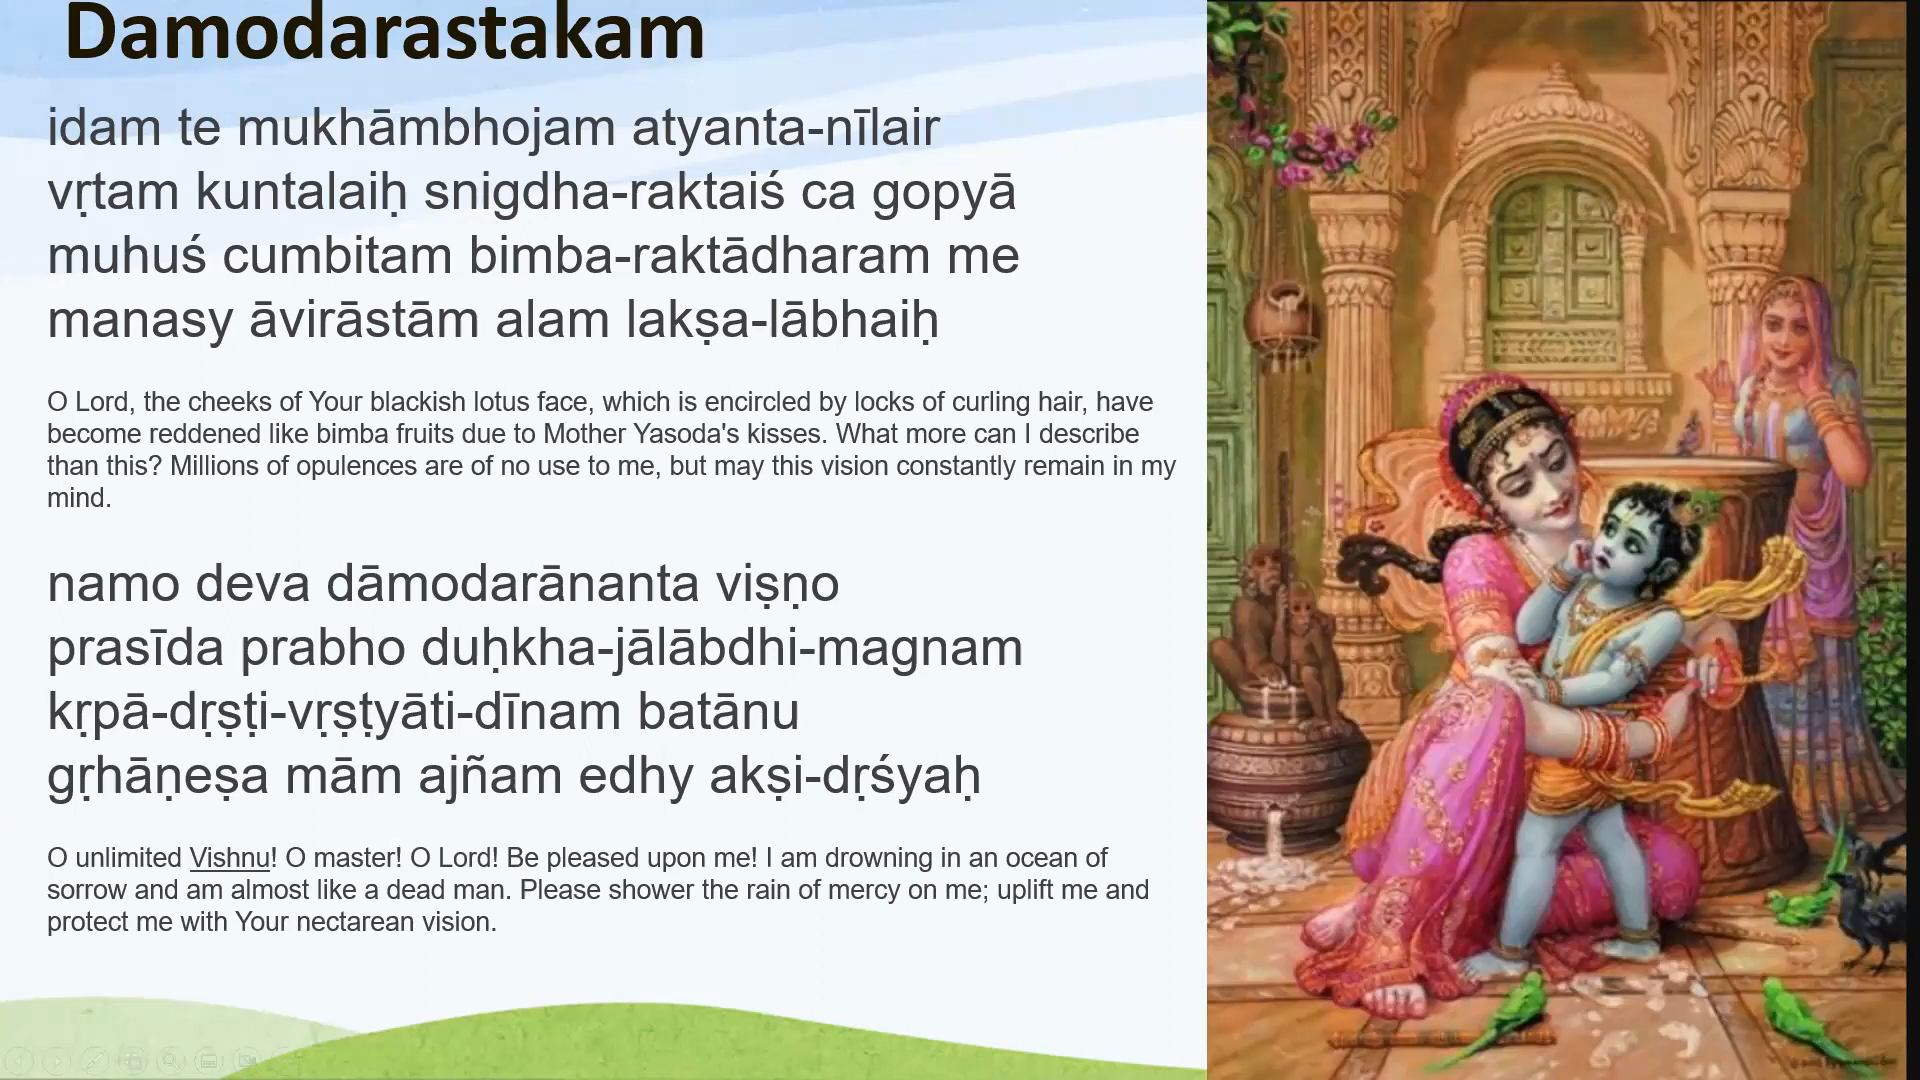 Damodarastakam
idam te mukhāmbhojam atyanta-nīlair
vṛtam kuntalaiḥ snigdha-raktaiś ca gopyā
muhuś cumbitam bimba-raktādharam me
manasy āvirāstām alam lakṣa-lābhaiḥ
O Lord, the cheeks of Your blackish lotus face, which is encircled by locks of curling hair, have
become reddened like bimba fruits due to Mother Yasoda's kisses. What more can I describe
than this? Millions of opulences are of no use to me, but may this vision constantly remain in my
mind.
namo deva dāmodarānanta viṣṇo
prasīda prabho duḥkha-jālābdhi-magnam
kṛpā-dṛṣṭi-vṛṣṭyāti-dīnam batānu
gṛhāṇeṣa mām ajñam edhy akṣi-dṛśyaḥ
O unlimited Vishnu! O master! O Lord! Be pleased upon me! I am drowning in an ocean of
sorrow and am almost like a dead man. Please shower the rain of mercy on me; uplift me and
protect me with Your nectarean vision.